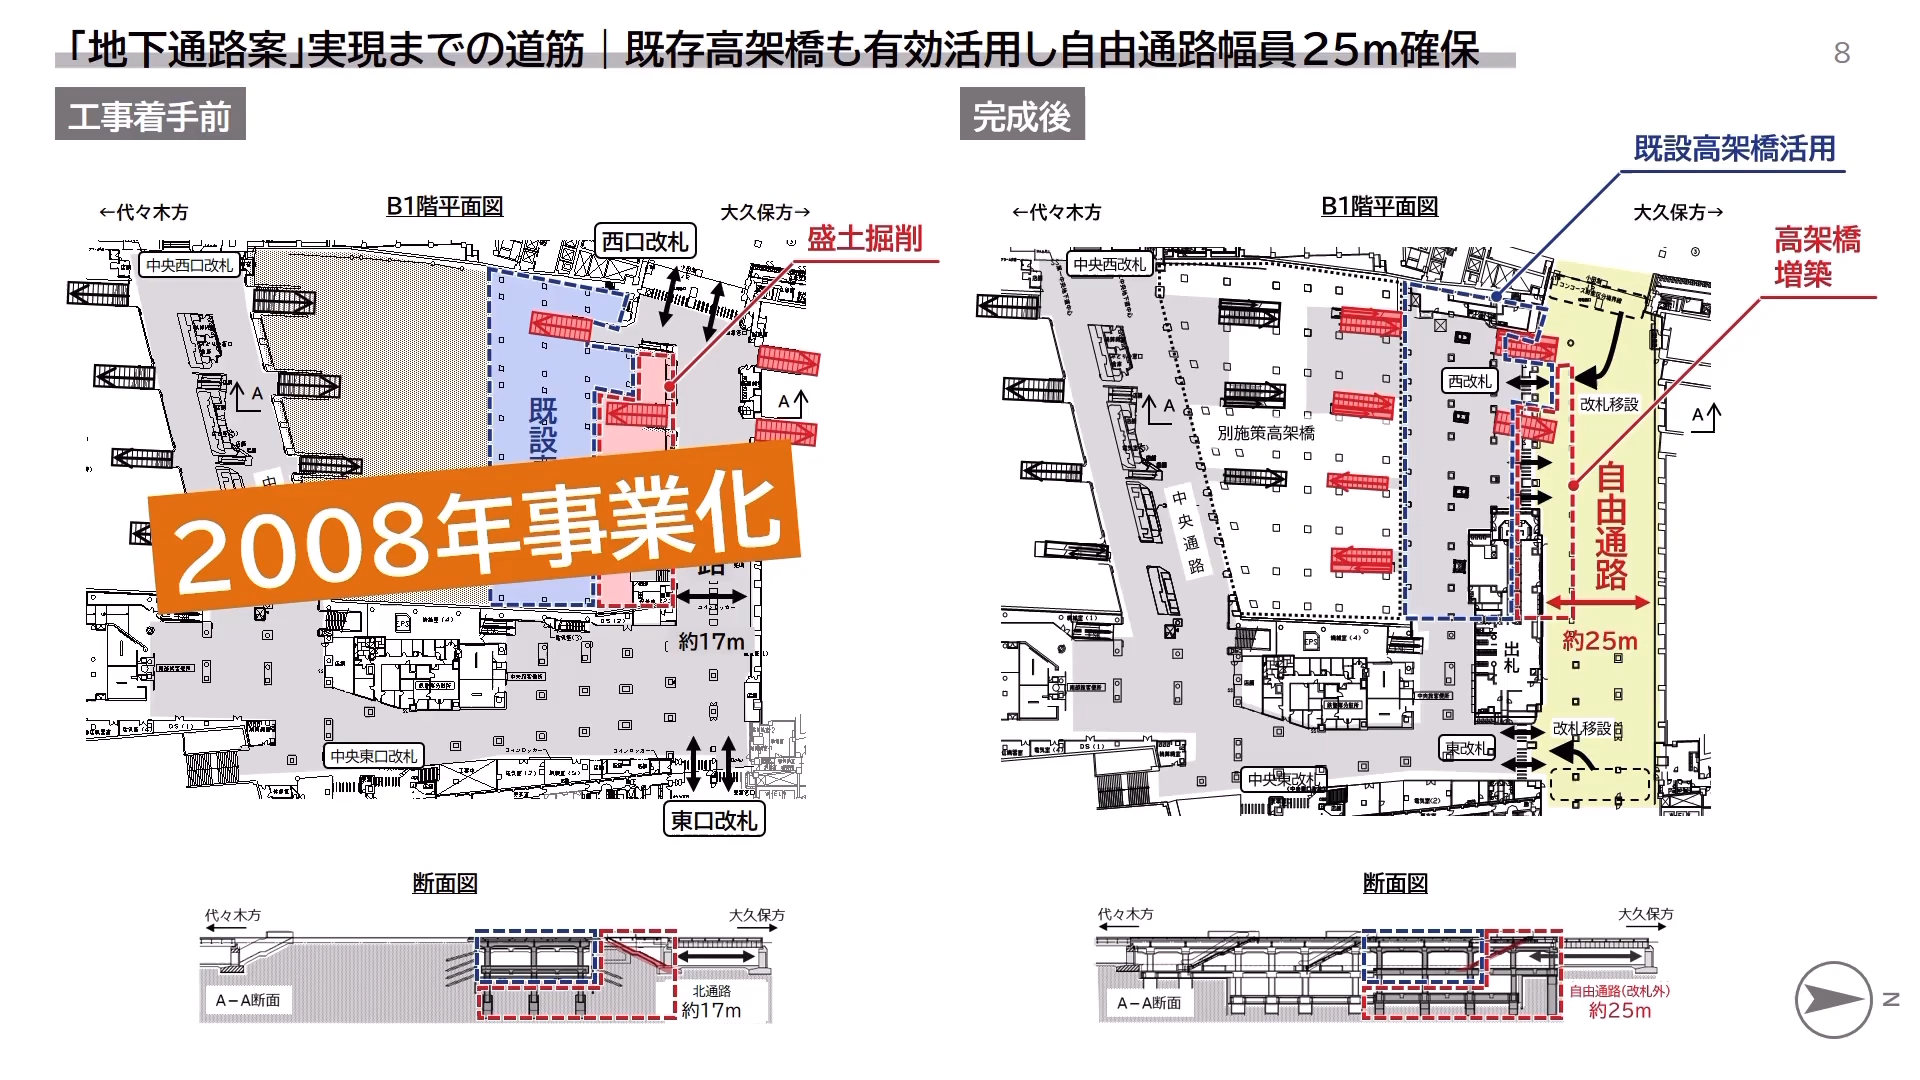 「地下通路案」実現までの道筋｜既存高架橋も有効活用し自由通路幅員25m確保
8
工事着手前
←代々木方
B1階平面図
大久保方→
中央西口改札
西口改札
盛土掘削
A
A
既設
2008年事業化
中
路
約17m
EPS
DS(1)
中央東口改札
東口改札
断面図
代々木方
大久保方
A－A断面
北通路
約17m
完成後
既設高架橋活用
←代々木方
B1階平面図
大久保方→
高架橋
増築
中央西改札
西改札
改札移設
A
A
別施策高架橋
中央通路
自由通路
約25m
出札
EPS
DS(1)
改札移設
東改札
中央東改札
断面図
代々木方
大久保方
A－A断面
自由通路(改札外)
約25m
N